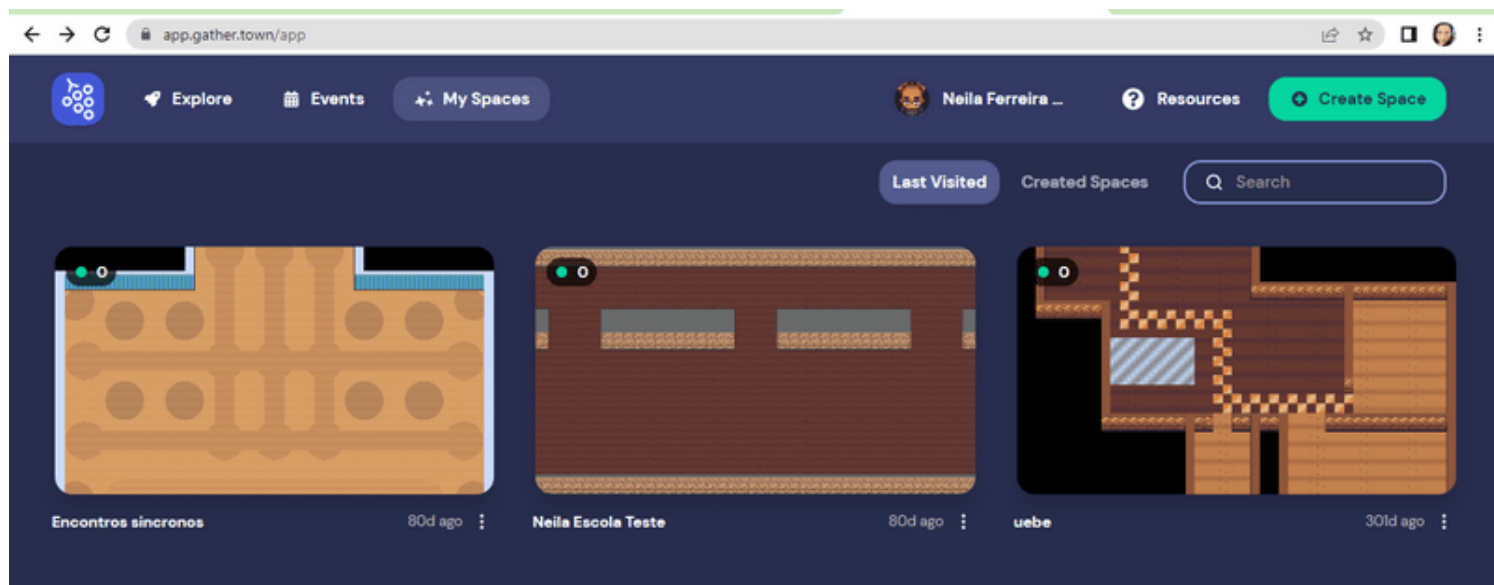 app.gather.town/app
Explore Events My Spaces Neila Ferreira ... Resources Create Space
Last Visited Created Spaces Search
0 0 0
Encontros sincronos 80d ago Neila Escola Teste 80d ago uebe 301d ago